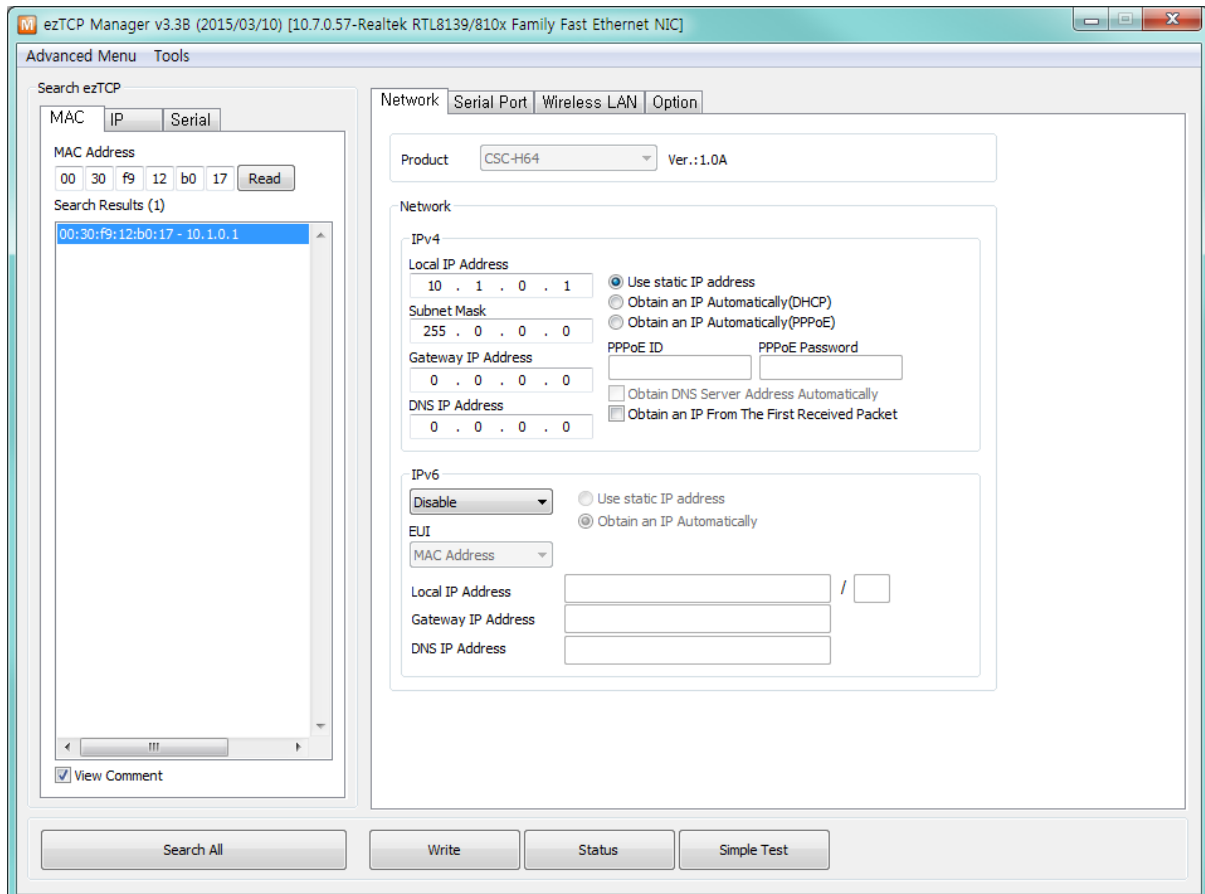 M ezTCP Manager v3.3B (2015/03/10) [10.7.0.57-Realtek RTL8139/810x Family Fast Ethernet NIC]
Advanced Menu Tools
Search ezTCP
MAC IP Serial
MAC Address
00 30 f9 12 b0 17 Read
Search Results (1)
00:30:f9:12:b0:17 - 10.1.0.1
View Comment
Network Serial Port Wireless LAN Option
Product CSC-H64 Ver.:1.0A
Network
IPv4
Local IP Address
10 . 1 . 0 . 1
Subnet Mask
255 . 0 . 0 . 0
Gateway IP Address
0 . 0 . 0 . 0
DNS IP Address
0 . 0 . 0 . 0
Use static IP address
Obtain an IP Automatically(DHCP)
Obtain an IP Automatically(PPPoE)
PPPoE ID PPPoE Password
Obtain DNS Server Address Automatically
Obtain an IP From The First Received Packet
IPv6
Disable
EUI
MAC Address
Use static IP address
Obtain an IP Automatically
Local IP Address /
Gateway IP Address
DNS IP Address
Search All Write Status Simple Test